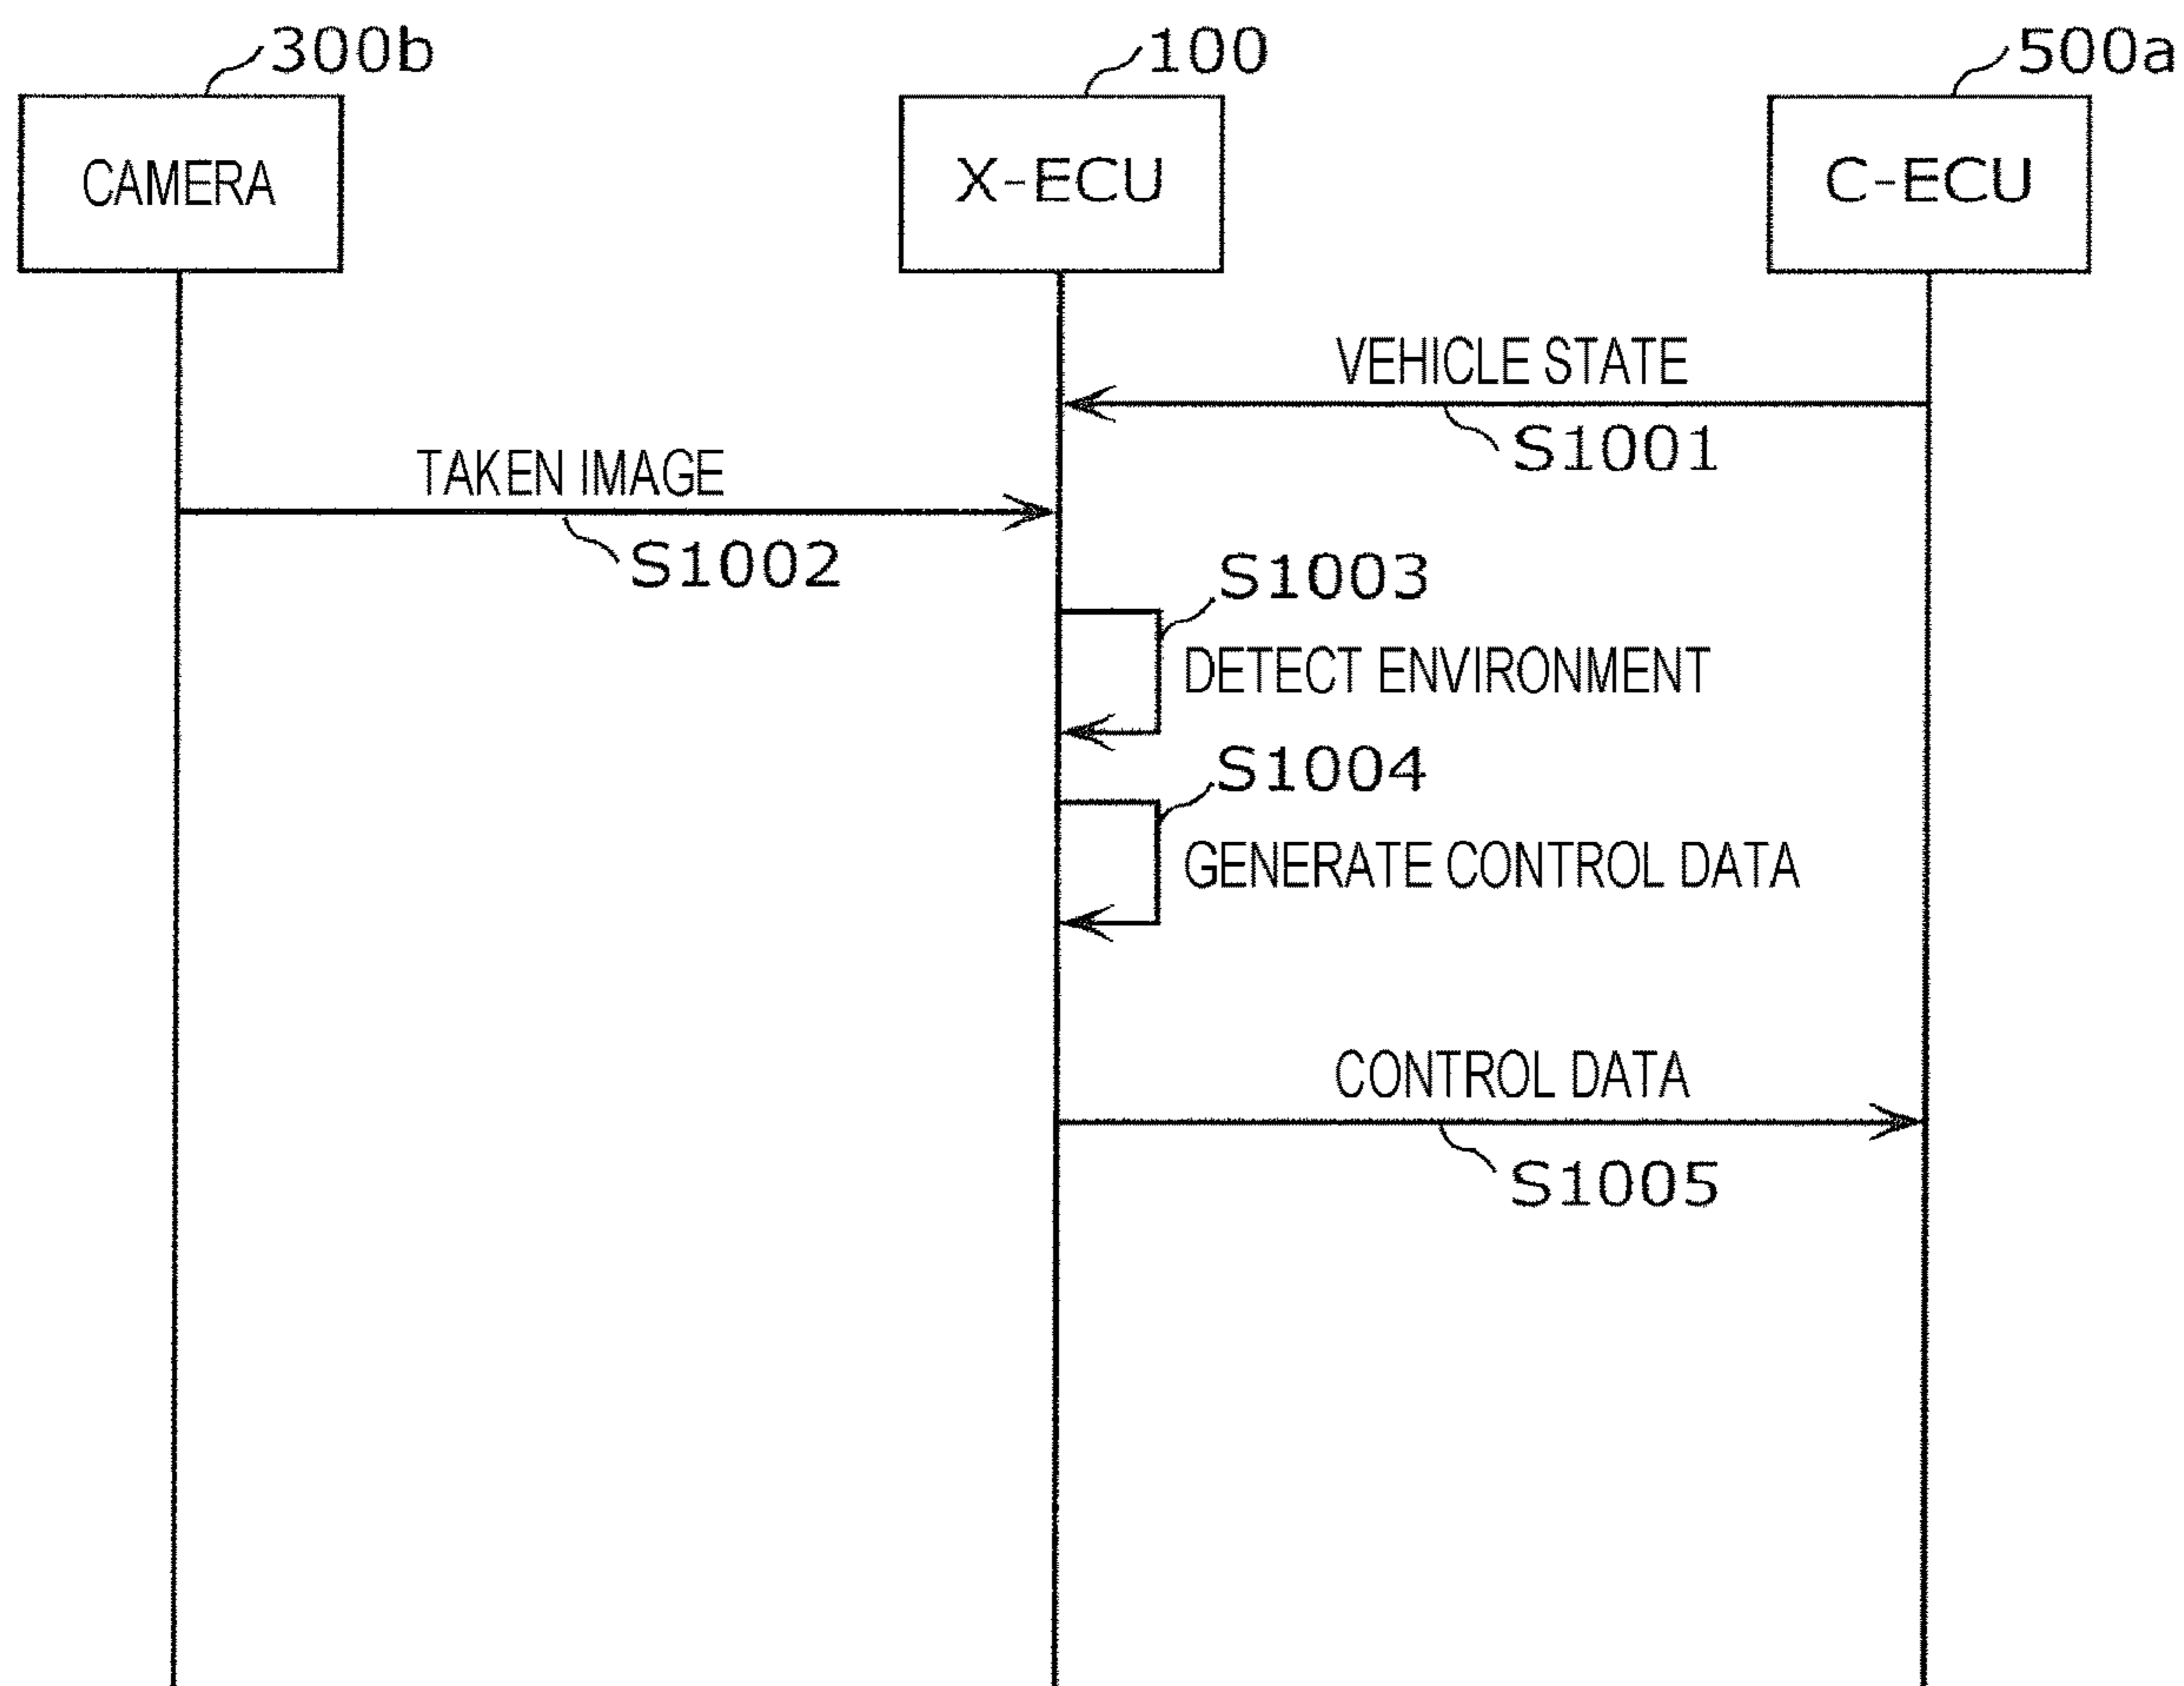 300b
100
500a
CAMERA
X-ECU
C-ECU
VEHICLE STATE
S1001
TAKEN IMAGE
S1002
S1003
DETECT ENVIRONMENT
S1004
GENERATE CONTROL DATA
CONTROL DATA
S1005